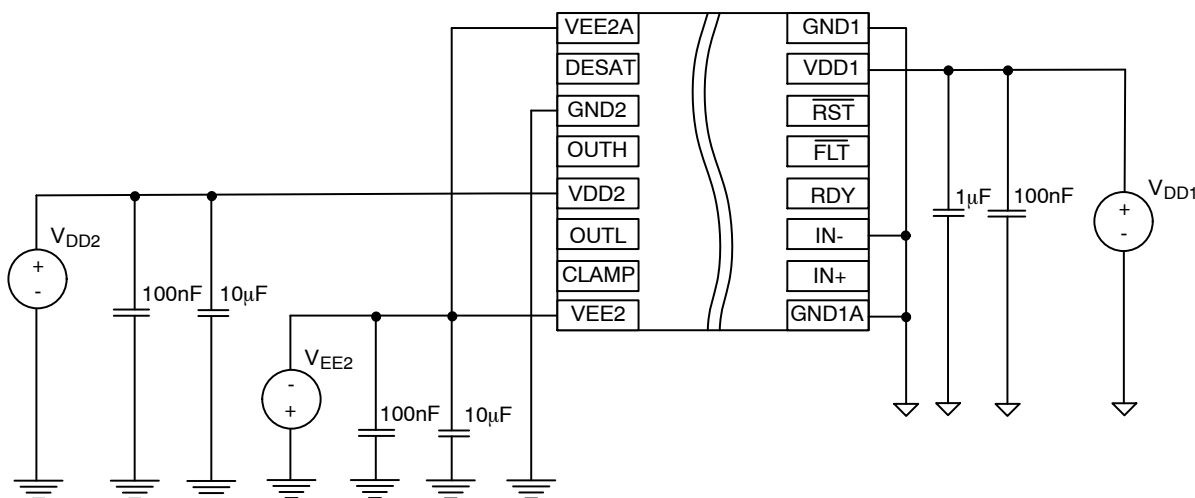 VEE2A
DESAT
GND2
OUTH
VDD2
OUTL
CLAMP
VEE2
GND1
VDD1
RST
FLT
RDY
IN-
IN+
GND1A
VDD2
+
-
100nF
10μF
VEE2
-
+
100nF
10μF
1μF
100nF
VDD1
+
-